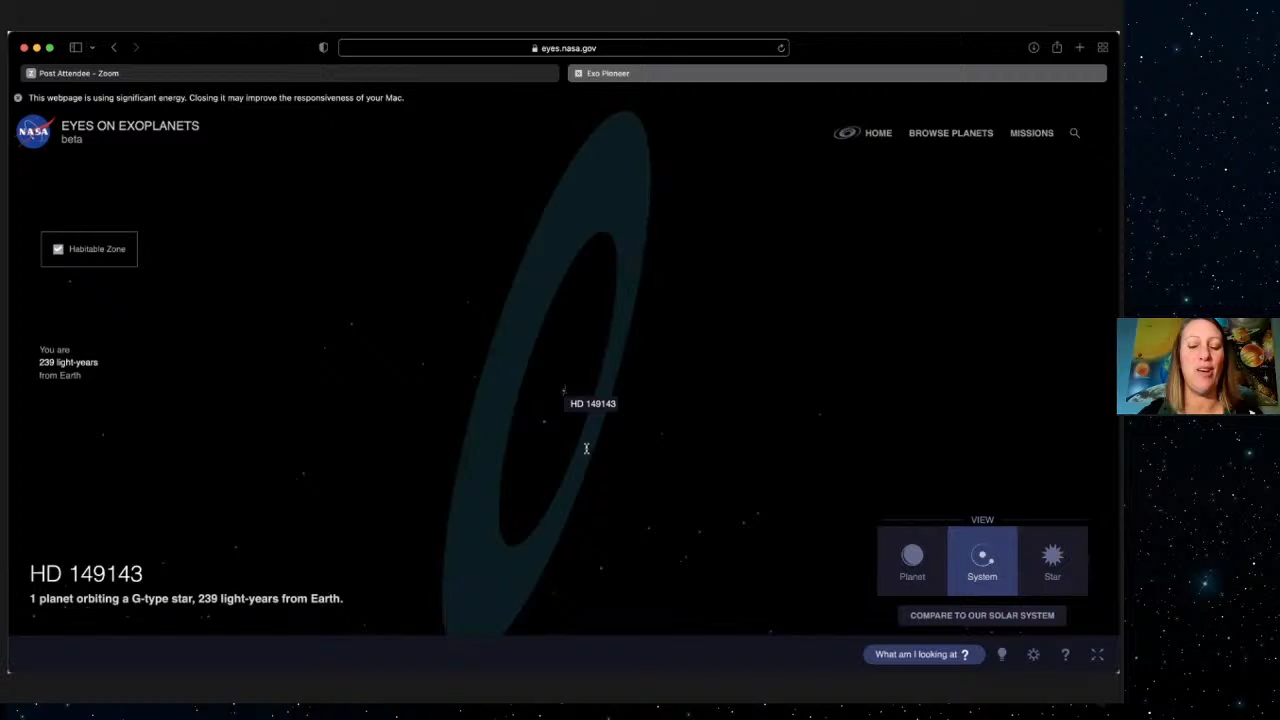 eyes.nasa.gov
Post Attendee - Zoom
Exo Pioneer
This webpage is using significant energy. Closing it may improve the responsiveness of your Mac.
NASA
EYES ON EXOPLANETS
beta
HOME
BROWSE PLANETS
MISSIONS
Habitable Zone
You are
239 light-years
from Earth
HD 149143
VIEW
Planet
System
Star
HD 149143
1 planet orbiting a G-type star, 239 light-years from Earth.
COMPARE TO OUR SOLAR SYSTEM
What am I looking at ?
?